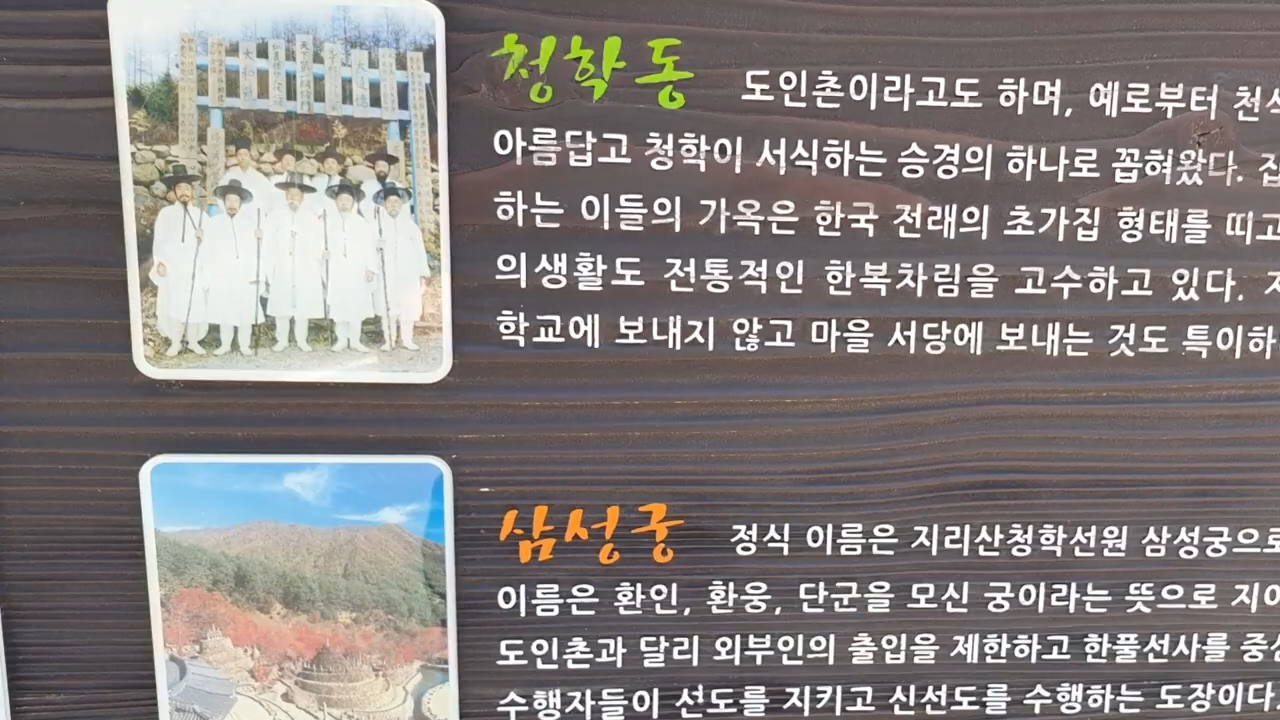 청학동 도인촌이라고도 하며, 예로부터
아름답고 청학이 서식하는 승경의 하나로 꼽혀왔다.
하는 이들의 가옥은 한국 전래의 초가집 형태를 띠고
의생활도 전통적인 한복차림을 고수하고 있다.
학교에 보내지 않고 마을 서당에 보내는 것도 특이하
삼성궁 정식 이름은 지리산청학선원 삼성궁으로
이름은 환인, 환웅, 단군을 모신 궁이라는 뜻으로
도인촌과 달리 외부인의 출입을 제한하고 한풀선사를
수행자들이 선도를 지키고 신선도를 수행하는 도장이다.